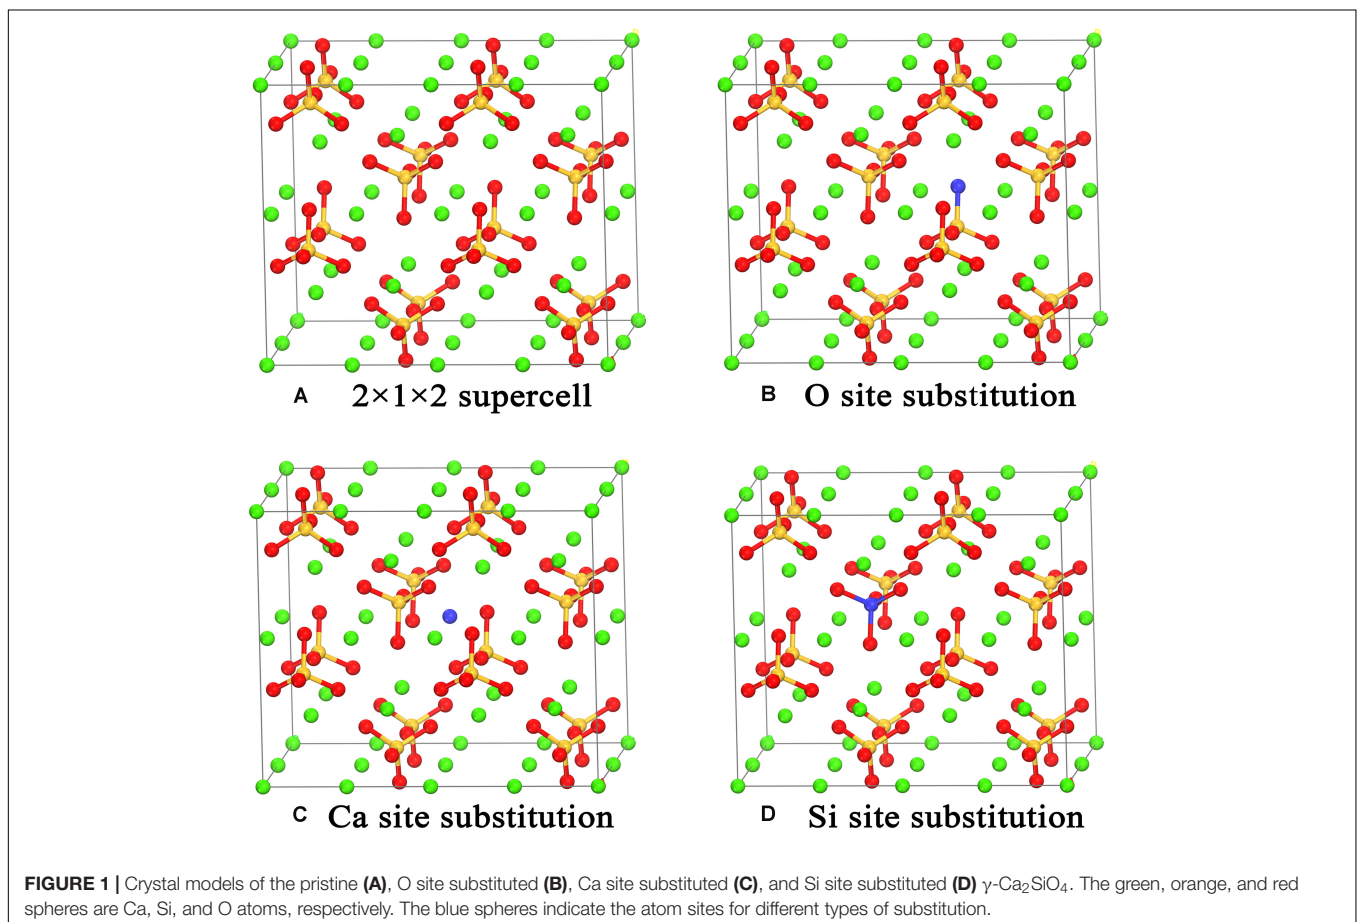 A 2×1×2 supercell
B O site substitution
C Ca site substitution
D Si site substitution
FIGURE 1 | Crystal models of the pristine (A), O site substituted (B), Ca site substituted (C), and Si site substituted (D) γ-Ca₂SiO₄. The green, orange, and red
spheres are Ca, Si, and O atoms, respectively. The blue spheres indicate the atom sites for different types of substitution.